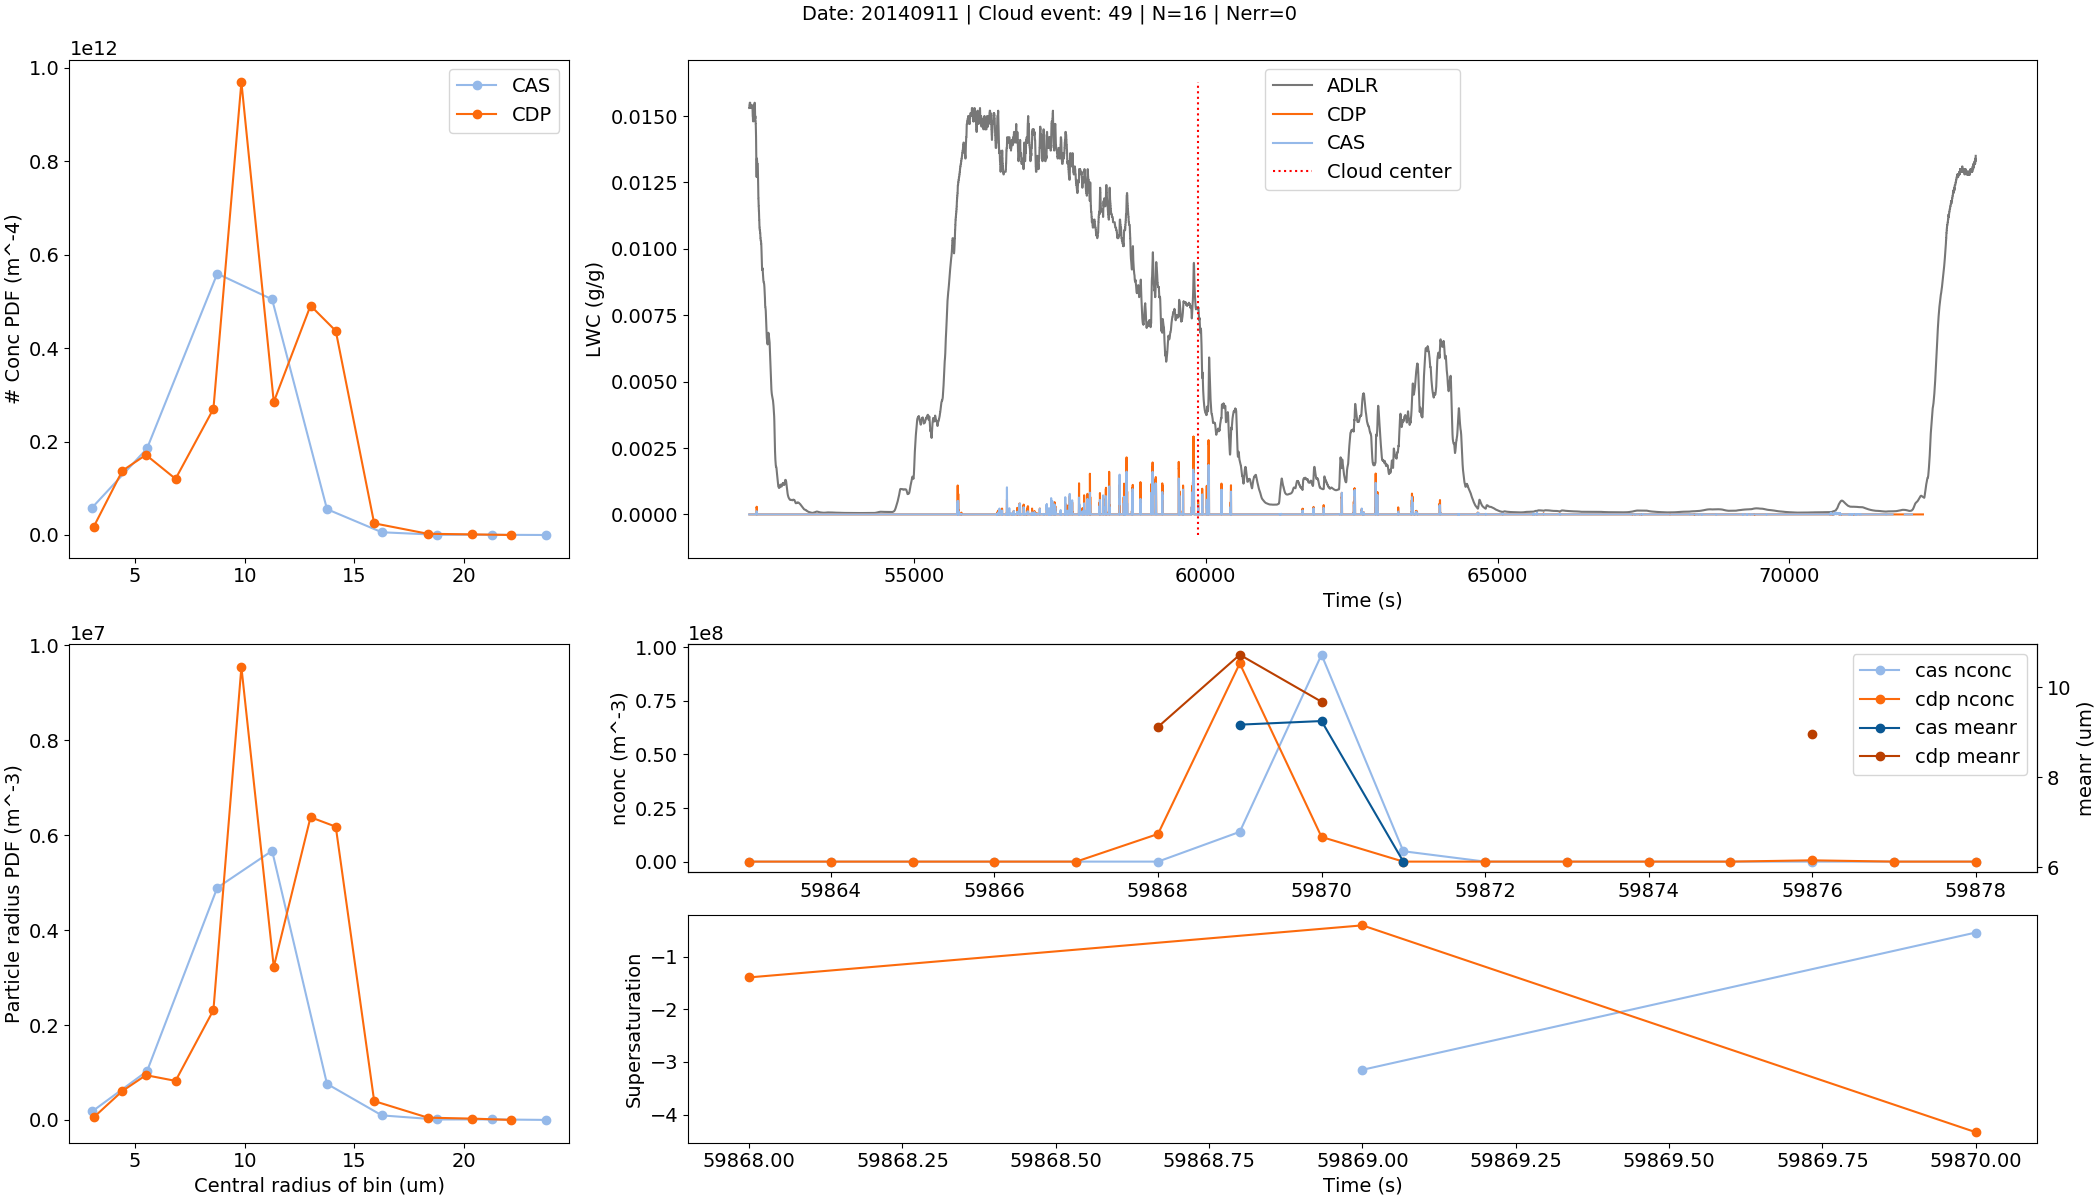 Date: 20140911 | Cloud event: 49 | N=16 | Nerr=0
1e12
1.0
0.8
0.6
0.4
0.2
0.0
# Conc PDF (m^-4)
5
10
15
20
CAS
CDP
0.0150
0.0125
0.0100
0.0075
0.0050
0.0025
0.0000
LWC (g/g)
55000
60000
65000
70000
Time (s)
ADLR
CDP
CAS
Cloud center
1e7
1.0
0.8
0.6
0.4
0.2
0.0
Particle radius PDF (m^-3)
5
10
15
20
Central radius of bin (um)
1e8
1.00
0.75
0.50
0.25
0.00
nconc (m^-3)
59864
59866
59868
59870
59872
59874
59876
59878
10
8
6
meanr (um)
cas nconc
cdp nconc
cas meanr
cdp meanr
−1
−2
−3
−4
Supersaturation
59868.00
59868.25
59868.50
59868.75
59869.00
59869.25
59869.50
59869.75
59870.00
Time (s)